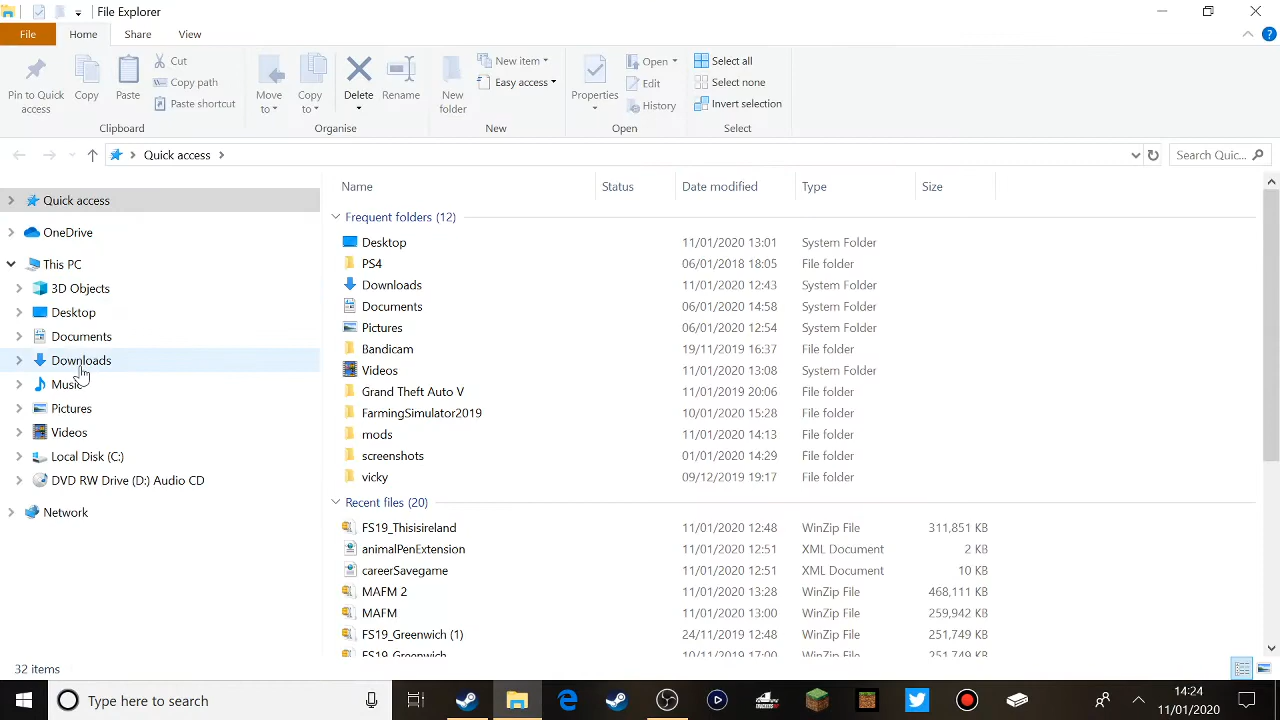 File Explorer
File Home Share View
Pin to Quick access
Copy
Paste
Cut
Copy path
Paste shortcut
Clipboard
Move to
Copy to
Delete
Rename
Organise
New folder
New item
Easy access
New
Properties
Open
Edit
History
Open
Select all
Select none
Invert selection
Select
Quick access
Search Quic...
Quick access
OneDrive
This PC
3D Objects
Desktop
Documents
Downloads
Music
Pictures
Videos
Local Disk (C:)
DVD RW Drive (D:) Audio CD
Network
Name Status Date modified Type Size
Frequent folders (12)
Desktop 11/01/2020 13:01 System Folder
PS4 06/01/2018 18:05 File folder
Downloads 11/01/2020 12:43 System Folder
Documents 06/01/2020 14:58 System Folder
Pictures 06/01/2020 12:54 System Folder
Bandicam 19/11/2019 16:37 File folder
Videos 11/01/2020 13:08 System Folder
Grand Theft Auto V 11/01/2019 20:06 File folder
FarmingSimulator2019 10/01/2020 15:28 File folder
mods 11/01/2020 14:13 File folder
screenshots 01/01/2020 14:29 File folder
vicky 09/12/2019 19:17 File folder
Recent files (20)
FS19_Thisisireland 11/01/2020 12:48 WinZip File 311,851 KB
animalPenExtension 11/01/2020 12:51 XML Document 2 KB
careerSavegame 11/01/2020 12:51 XML Document 10 KB
MAFM 2 11/01/2020 13:28 WinZip File 468,111 KB
MAFM 11/01/2020 13:00 WinZip File 259,942 KB
FS19_Greenwich (1) 24/11/2019 12:48 WinZip File 251,749 KB
FS19_Greenwich 10/11/2019 17:00 WinZip File 251,749 KB
32 items
Type here to search
14:24
11/01/2020